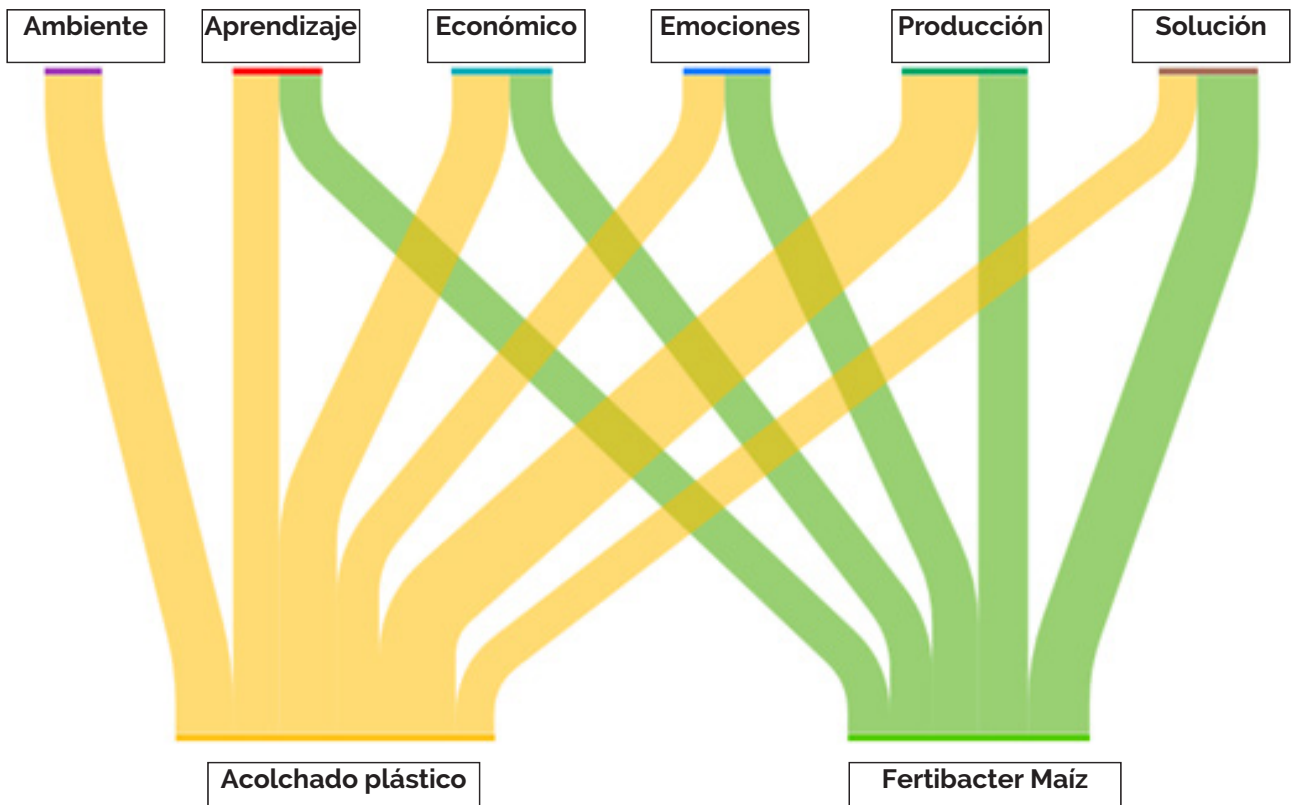 Ambiente
Aprendizaje
Económico
Emociones
Producción
Solución
Acolchado plástico
Fertibacter Maíz